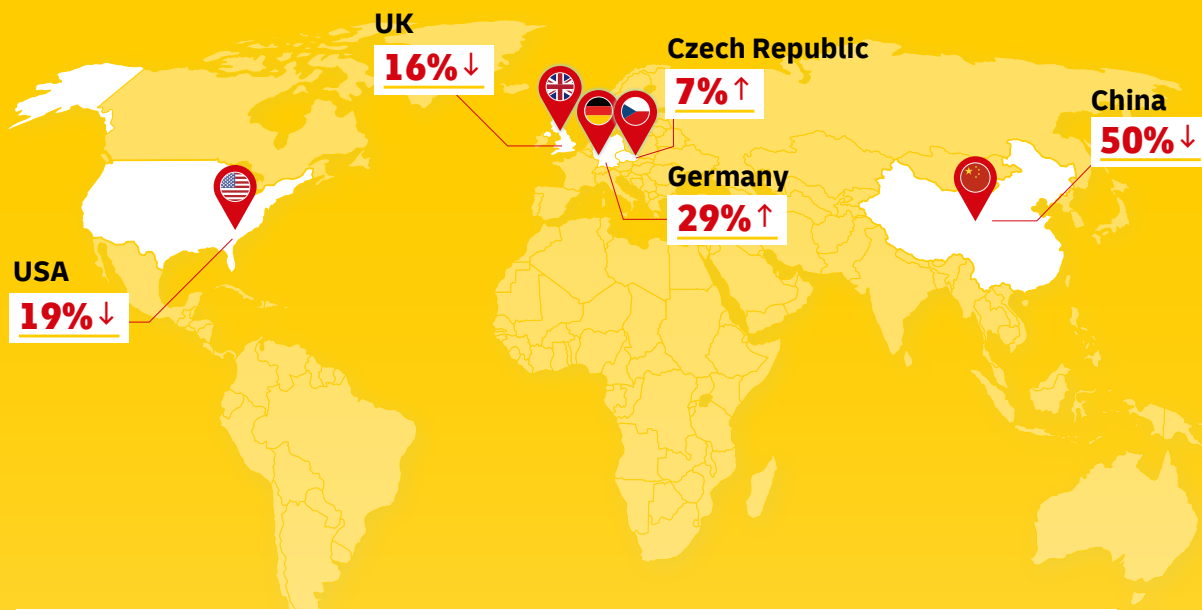 UK
16%↓
Czech Republic
7%↑
China
50%↓
Germany
29%↑
USA
19%↓